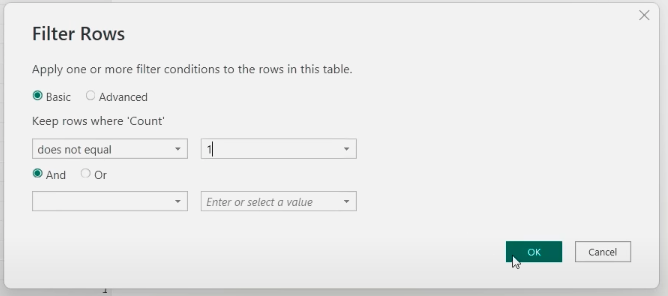 Filter Rows
Apply one or more filter conditions to the rows in this table.
Basic Advanced
Keep rows where 'Count'
does not equal 1
And Or
Enter or select a value
OK Cancel